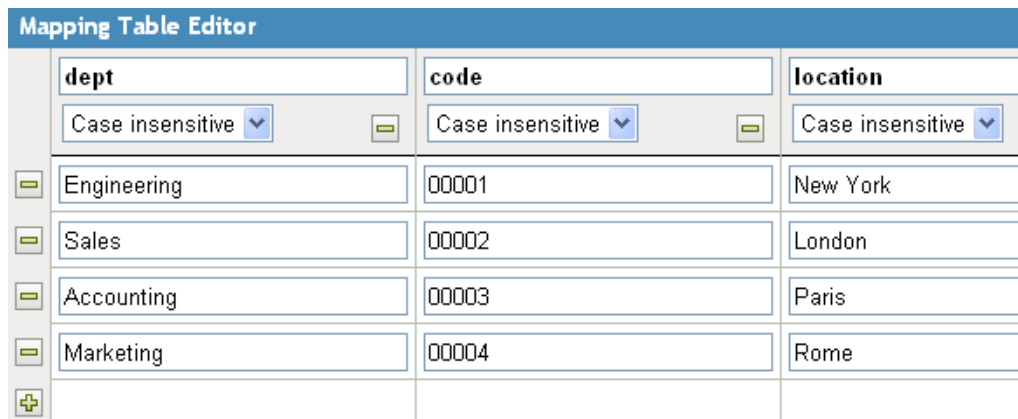 Mapping Table Editor
dept code location
Case insensitive Case insensitive Case insensitive
Engineering 00001 New York
Sales 00002 London
Accounting 00003 Paris
Marketing 00004 Rome